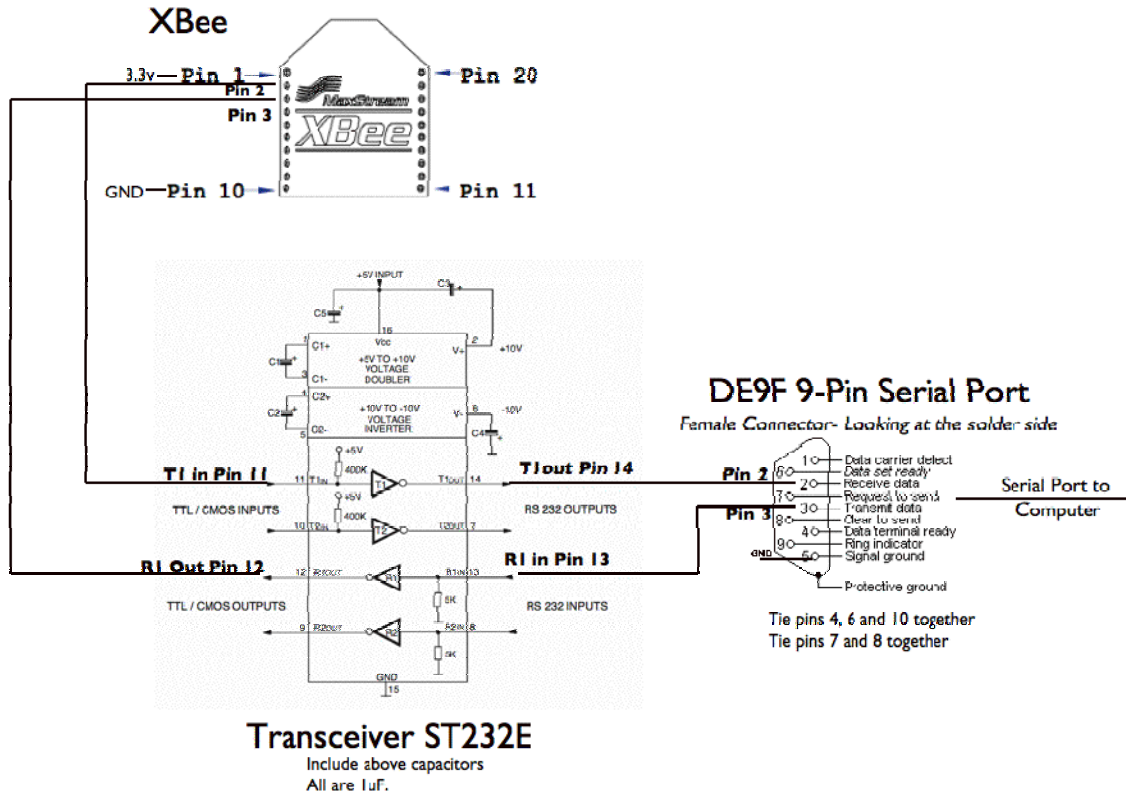 XBee
3.3v
Pin 1
Pin 20
Pin 2
Pin 3
MaxStream
XBee
GND
Pin 10
Pin 11
+5V INPUT
C3
+
C5
+
16
Vcc
1
C1+
2
V+
+10V
C1
+
3
C1-
+5V TO +10V
VOLTAGE
DOUBLER
4
C2+
C2
+
5
C2-
+10V TO -10V
VOLTAGE
INVERTER
V-
6
-10V
C4
+
+5V
400K
T1 in Pin 11
11
T1IN
T1
T1OUT
14
T1out Pin 14
+5V
400K
TTL / CMOS INPUTS
RS 232 OUTPUTS
10
T2IN
T2
T2OUT
7
R1 Out Pin 12
12
R1OUT
R1
R1IN
13
R1 in Pin 13
5K
TTL / CMOS OUTPUTS
RS 232 INPUTS
9
R2OUT
R2
R2IN
8
5K
GND
15
Transceiver ST232E
Include above capacitors
All are 1uF.
DE9F 9-Pin Serial Port
Female Connector- Looking at the solder side
1 Data carrier detect
6 Data set ready
Pin 2
2 Receive data
7 Request to send
Pin 3
3 Transmit data
8 Clear to send
4 Data terminal ready
9 Ring indicator
GND
5 Signal ground
Protective ground
Serial Port to
Computer
Tie pins 4, 6 and 10 together
Tie pins 7 and 8 together